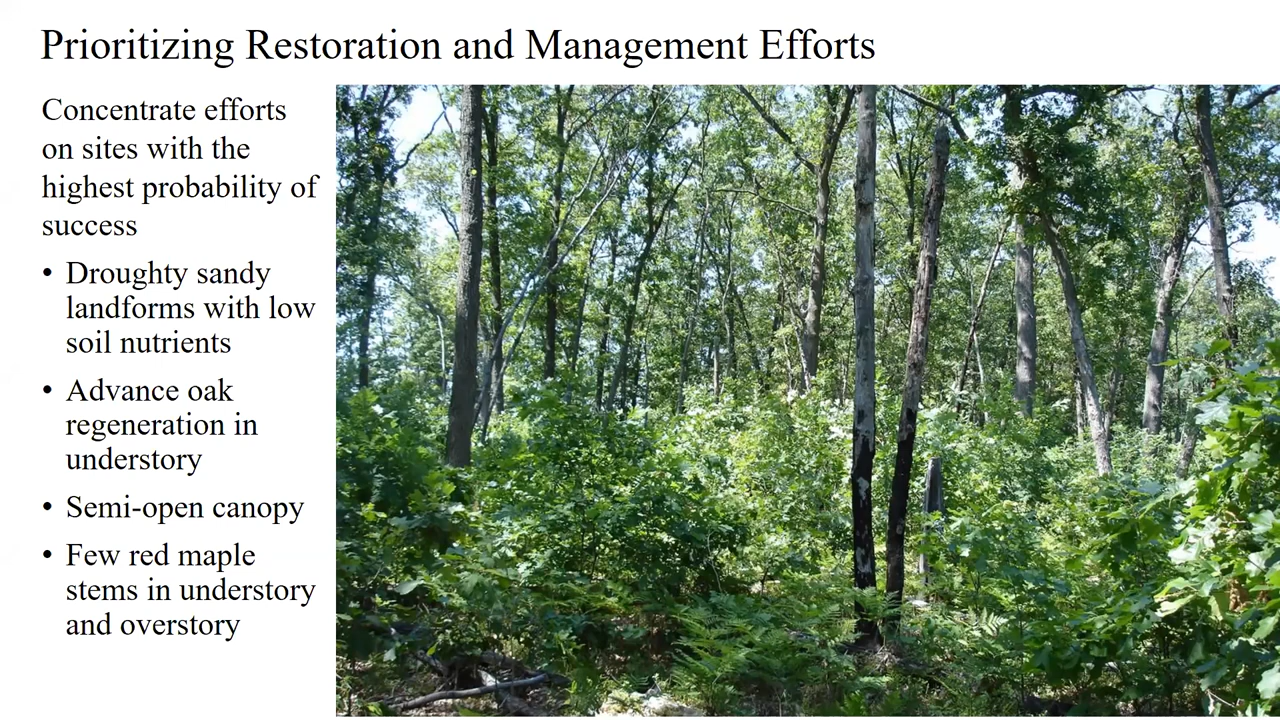 Prioritizing Restoration and Management Efforts
Concentrate efforts
on sites with the
highest probability of
success
• Droughty sandy
landforms with low
soil nutrients
• Advance oak
regeneration in
understory
• Semi-open canopy
• Few red maple
stems in understory
and overstory